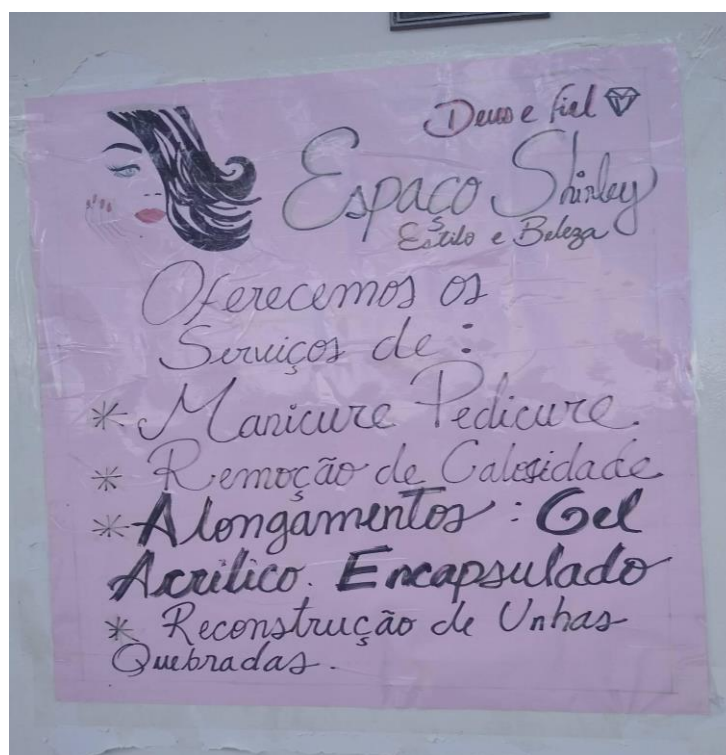 Deus e fiel
Espaço Shirley
Estilo e Beleza
Oferecemos os
Serviços de :
* Manicure Pedicure.
* Remoção de Calosidade
* Alongamentos : Gel
Acrilico. Encapsulado
* Reconstrução de Unhas
Quebradas.